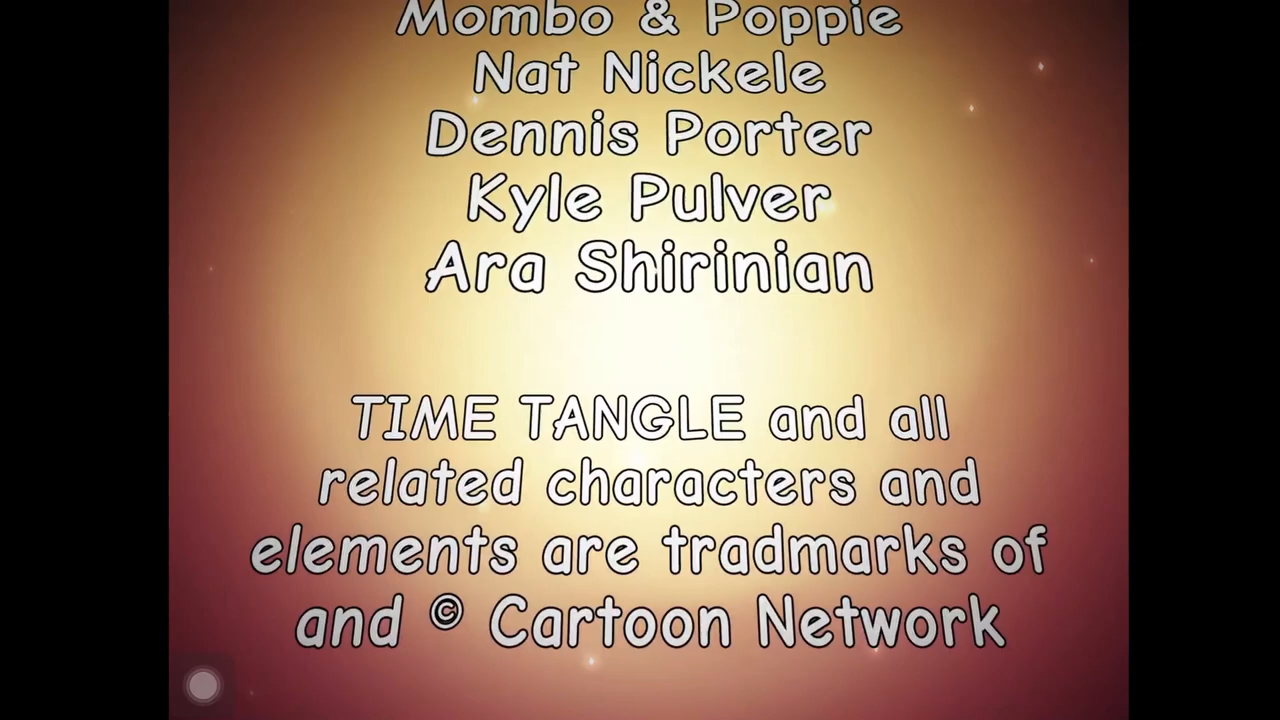 Mombo & Poppie
Nat Nickele
Dennis Porter
Kyle Pulver
Ara Shirinian
TIME TANGLE and all
related characters and
elements are tradmarks of
and © Cartoon Network